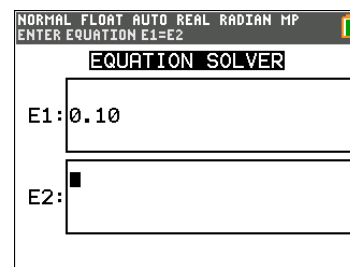 NORMAL FLOAT AUTO REAL RADIAN MP
ENTER EQUATION E1=E2
EQUATION SOLVER
E1:0.10
E2: